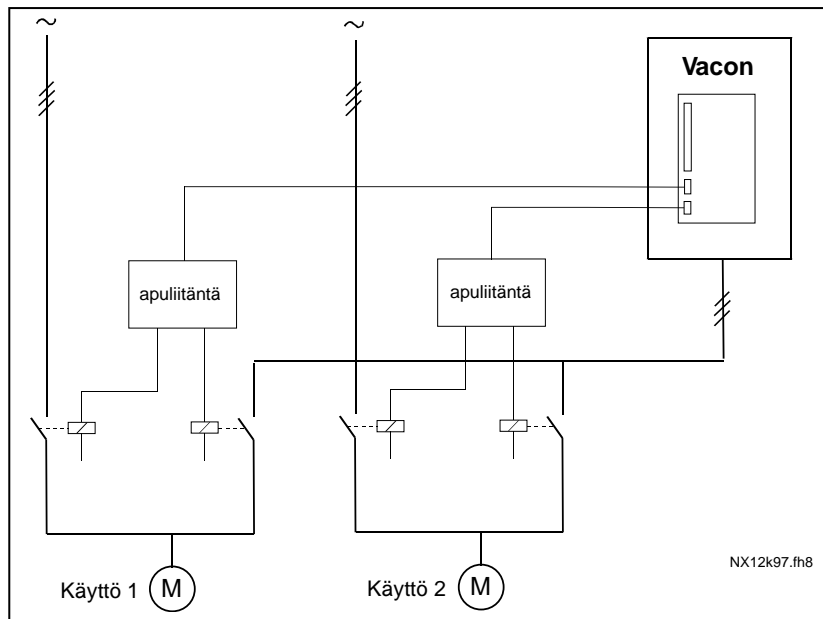 ~
~
Vacon
apuliitäntä
apuliitäntä
NX12k97.fh8
Käyttö 1
M
Käyttö 2
M